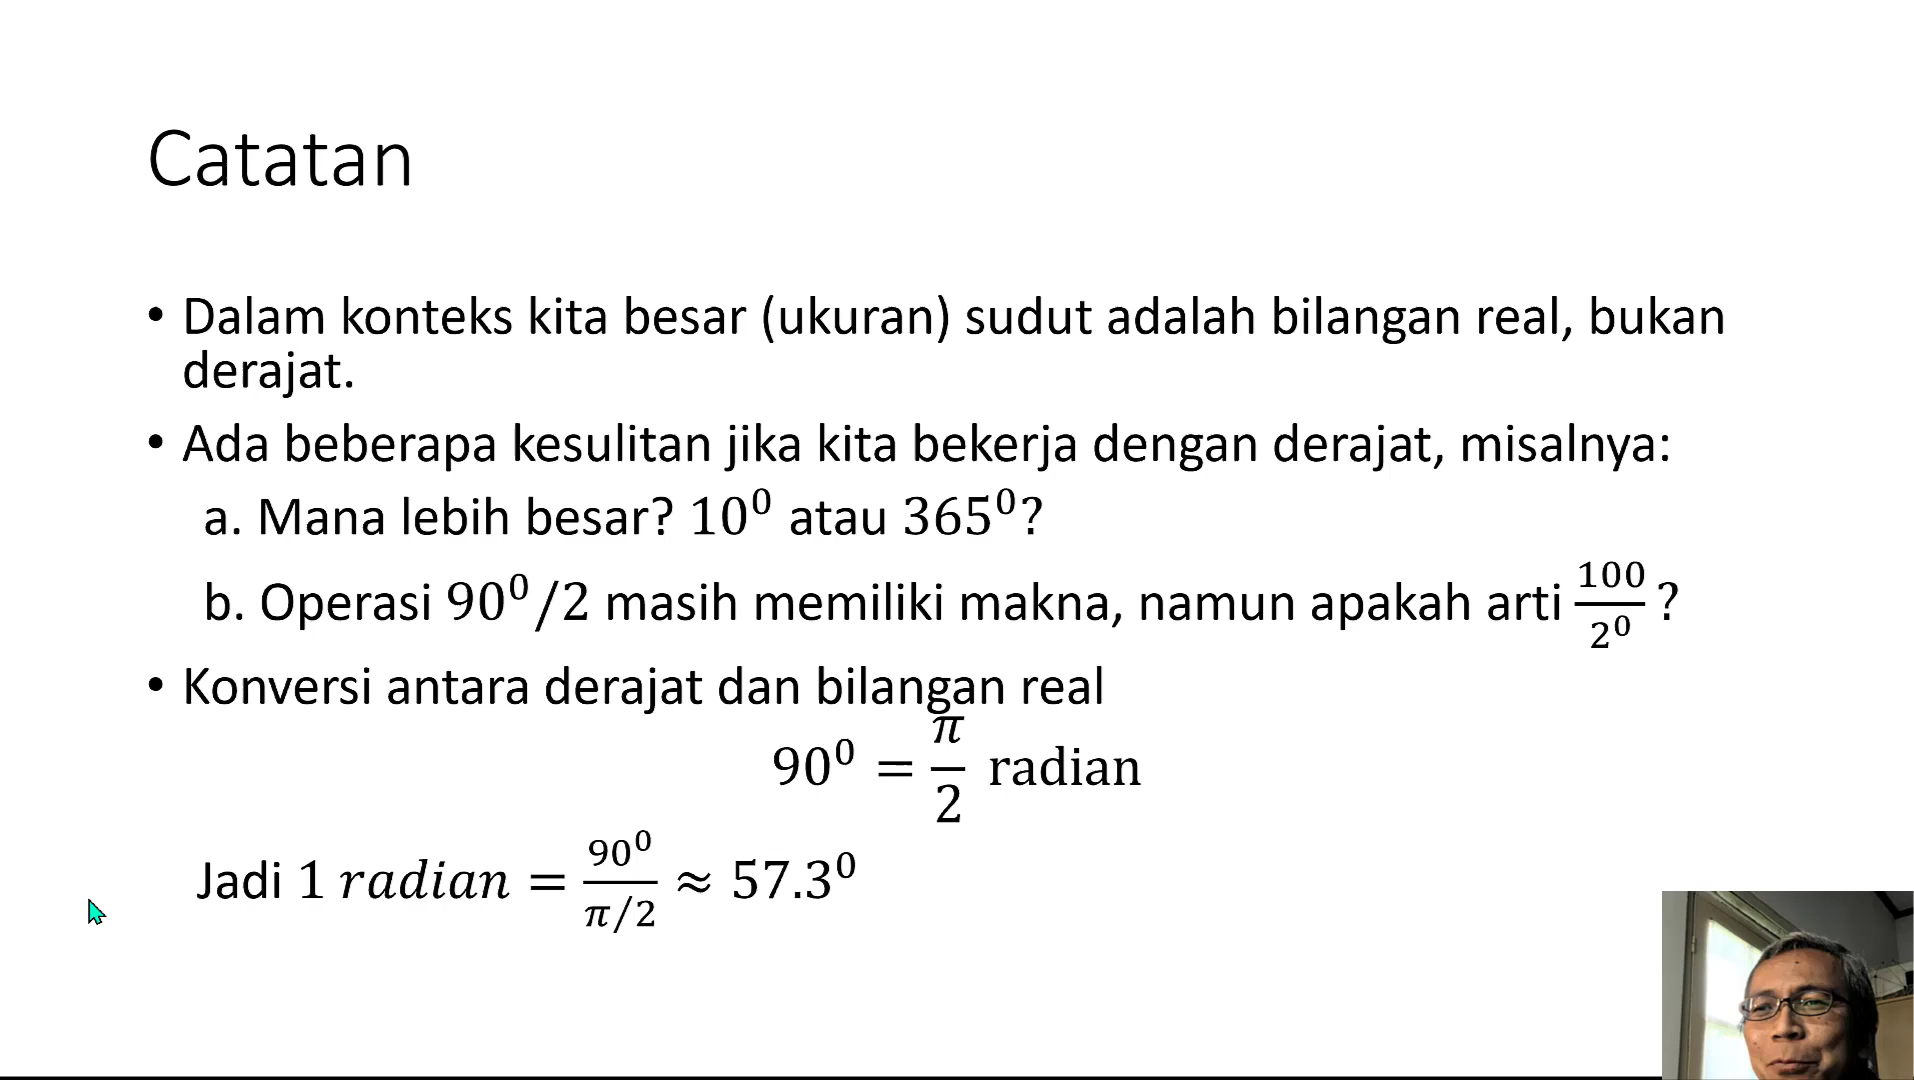 Catatan
• Dalam konteks kita besar (ukuran) sudut adalah bilangan real, bukan
derajat.
• Ada beberapa kesulitan jika kita bekerja dengan derajat, misalnya:
a. Mana lebih besar? 10⁰ atau 365⁰?
b. Operasi 90⁰/2 masih memiliki makna, namun apakah arti 100/2⁰ ?
• Konversi antara derajat dan bilangan real
90⁰ = π/2 radian
Jadi 1 radian = 90⁰/(π/2) ≈ 57.3⁰